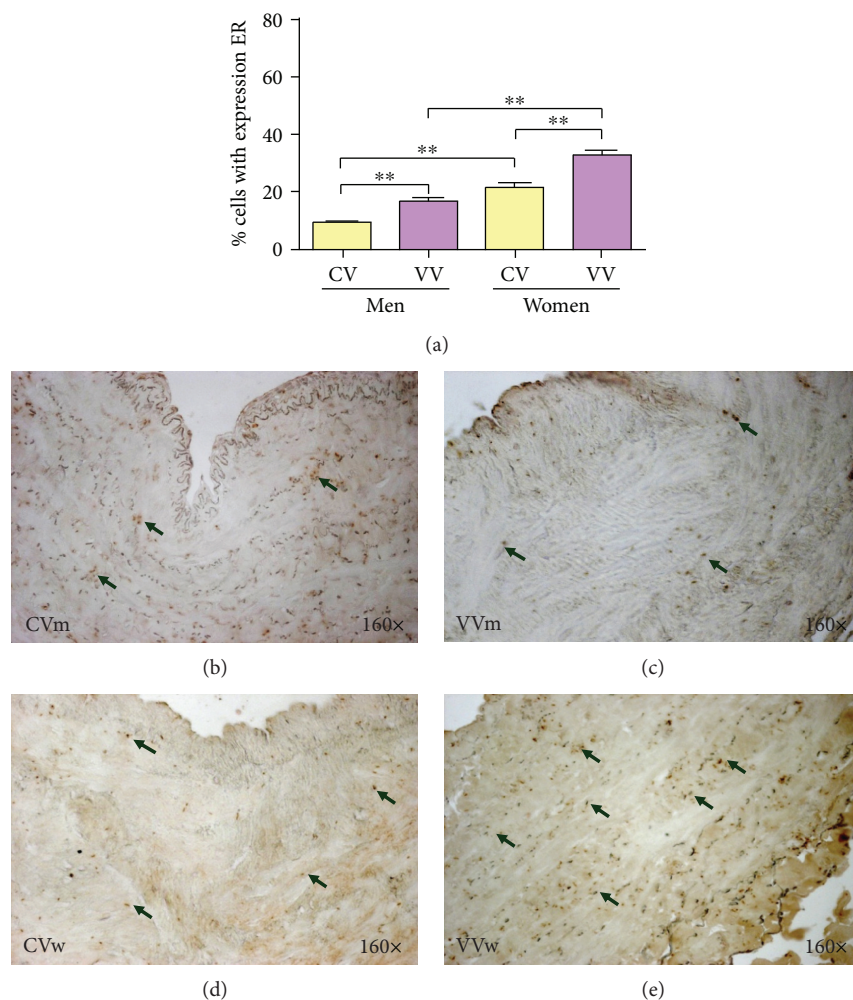 % cells with expression ER
80
60
40
20
0
**
**
**
**
CV VV CV VV
Men Women
(a)
CVm 160×
VVm 160×
(b) (c)
CVw 160×
VVw 160×
(d) (e)